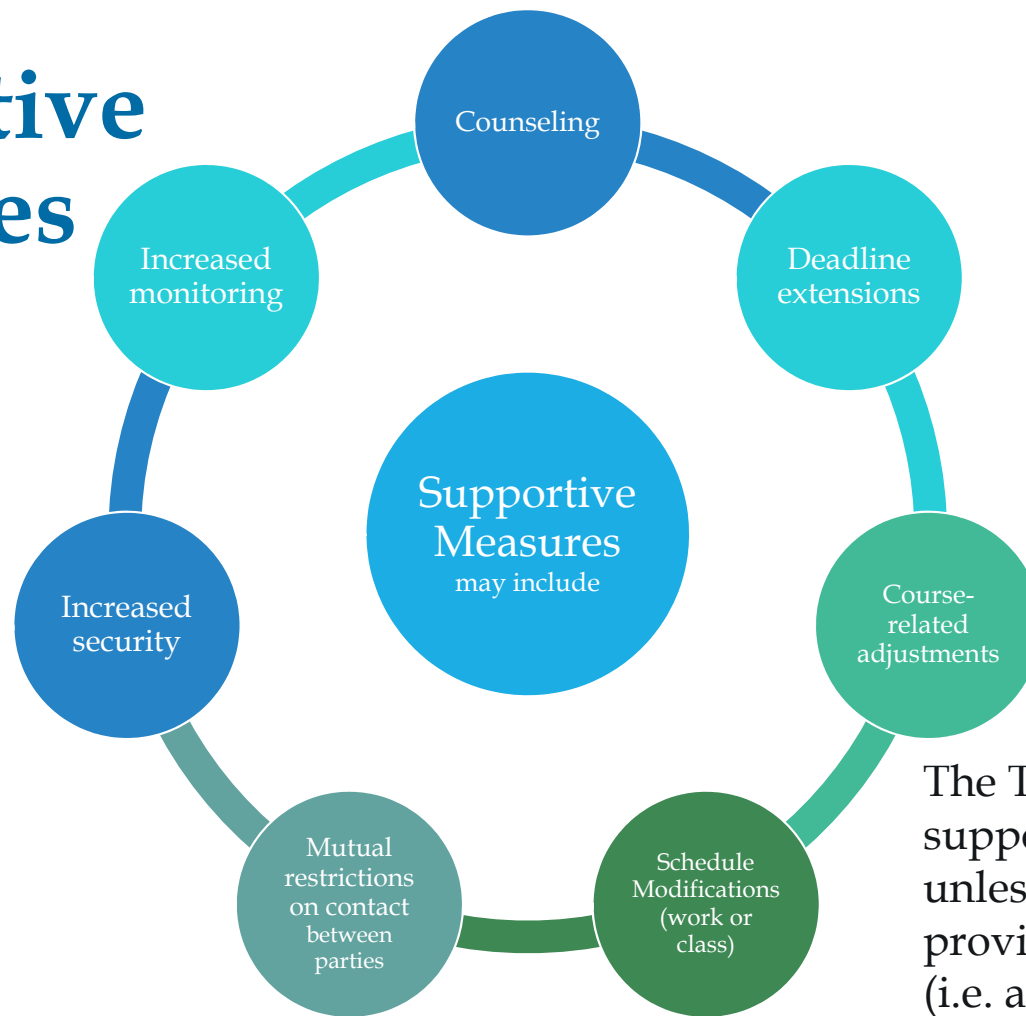 tive
es
Counseling
Increased
monitoring
Deadline
extensions
Supportive
Measures
may include
Increased
security
Course-
related
adjustments
Mutual
restrictions
on contact
between
parties
Schedule
Modifications
(work or
class)
The T
suppo
unles
provi
(i.e. a